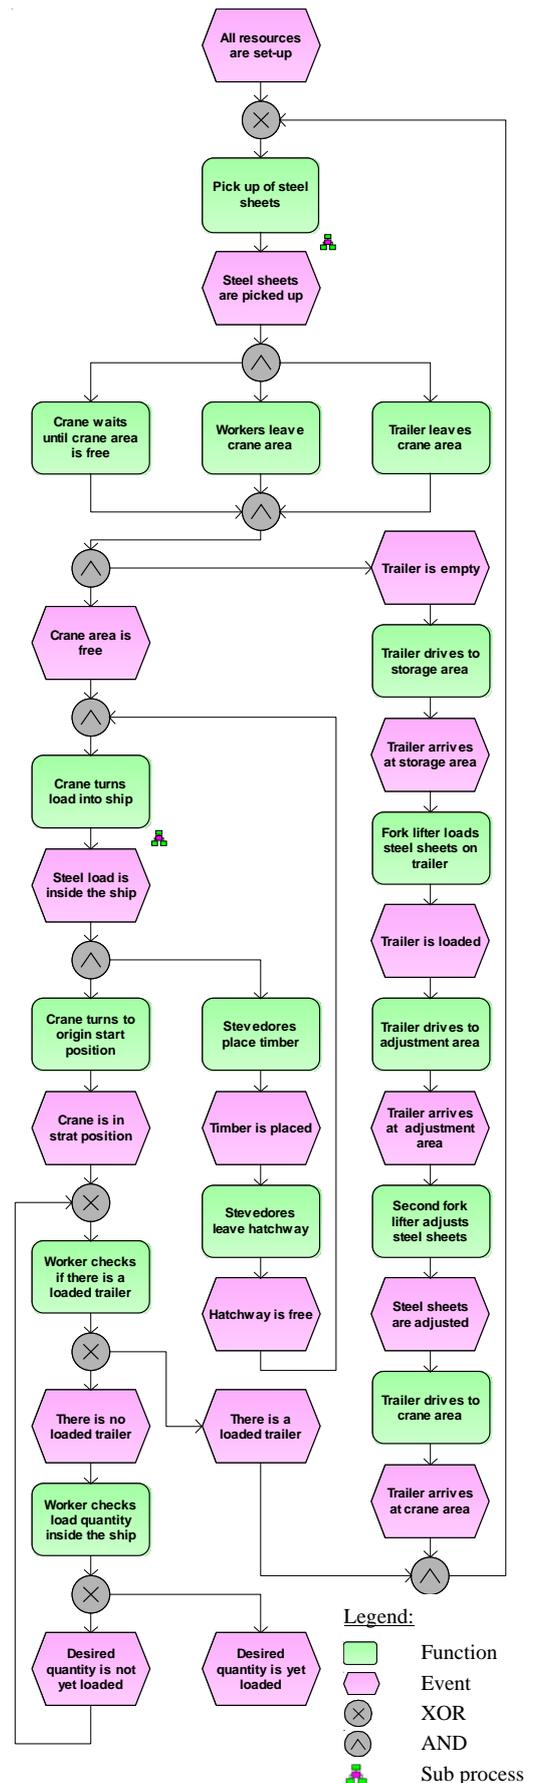 All resources
are set-up
Pick up of steel
sheets
Steel sheets
are picked up
Crane waits
until crane area
is free
Workers leave
crane area
Trailer leaves
crane area
Trailer is empty
Crane area is
free
Trailer drives to
storage area
Trailer arrives
at storage area
Crane turns
load into ship
Fork lifter loads
steel sheets on
trailer
Steel load is
inside the ship
Trailer is loaded
Crane turns to
origin start
position
Stevedores
place timber
Trailer drives to
adjustment area
Crane is in
strat position
Timber is placed
Trailer arrives
at adjustment
area
Stevedores
leave hatchway
Second fork
lifter adjusts
steel sheets
Worker checks
if there is a
loaded trailer
Hatchway is free
Steel sheets
are adjusted
There is no
loaded trailer
There is a
loaded trailer
Trailer drives to
crane area
Worker checks
load quantity
inside the ship
Trailer arrives
at crane area
Desired
quantity is not
yet loaded
Desired
quantity is yet
loaded
Legend:
Function
Event
XOR
AND
Sub process